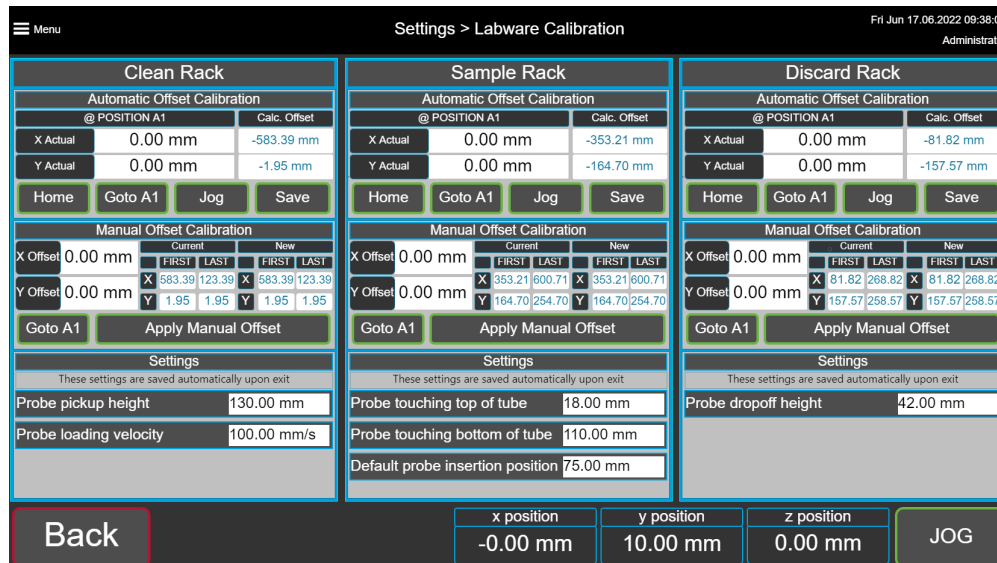 Menu
Settings > Labware Calibration
Fri Jun 17.06.2022 09:38:0
Administrat
Clean Rack
Automatic Offset Calibration
@ POSITION A1 Calc. Offset
X Actual 0.00 mm -583.39 mm
Y Actual 0.00 mm -1.95 mm
Home Goto A1 Jog Save
Manual Offset Calibration
Current New
X Offset 0.00 mm FIRST LAST FIRST LAST
X 583.39 123.39 X 583.39 123.39
Y Offset 0.00 mm Y 1.95 1.95 Y 1.95 1.95
Goto A1 Apply Manual Offset
Settings
These settings are saved automatically upon exit
Probe pickup height 130.00 mm
Probe loading velocity 100.00 mm/s
Sample Rack
Automatic Offset Calibration
@ POSITION A1 Calc. Offset
X Actual 0.00 mm -353.21 mm
Y Actual 0.00 mm -164.70 mm
Home Goto A1 Jog Save
Manual Offset Calibration
Current New
X Offset 0.00 mm FIRST LAST FIRST LAST
X 353.21 600.71 X 353.21 600.71
Y Offset 0.00 mm Y 164.70 254.70 Y 164.70 254.70
Goto A1 Apply Manual Offset
Settings
These settings are saved automatically upon exit
Probe touching top of tube 18.00 mm
Probe touching bottom of tube 110.00 mm
Default probe insertion position 75.00 mm
Discard Rack
Automatic Offset Calibration
@ POSITION A1 Calc. Offset
X Actual 0.00 mm -81.82 mm
Y Actual 0.00 mm -157.57 mm
Home Goto A1 Jog Save
Manual Offset Calibration
Current New
X Offset 0.00 mm FIRST LAST FIRST LAST
X 81.82 268.82 X 81.82 268.82
Y Offset 0.00 mm Y 157.57 258.57 Y 157.57 258.57
Goto A1 Apply Manual Offset
Settings
These settings are saved automatically upon exit
Probe dropoff height 42.00 mm
Back
x position y position z position
-0.00 mm 10.00 mm 0.00 mm
JOG